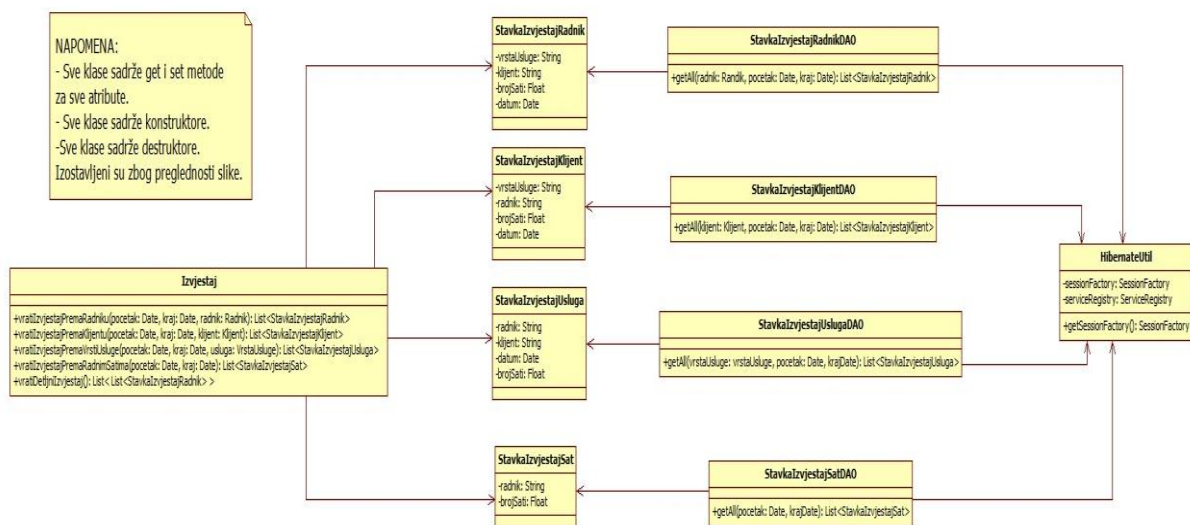 NAPOMENA:
- Sve klase sadrže get i set metode
za sve atribute.
- Sve klase sadrže konstruktore.
-Sve klase sadrže destruktore.
Izostavljeni su zbog preglednosti slike.
StavkaIzvjestajRadnik
-vrstaUsluge: String
-klijent: String
-brojSati: Float
-datum: Date
StavkaIzvjestajRadnikDAO
+getAll(radnik: Randik, pocetak: Date, kraj: Date): List<StavkaIzvjestajRadnik>
StavkaIzvjestajKlijent
-vrstaUsluge: String
-radnik: String
-brojSati: Float
-datum: Date
StavkaIzvjestajKlijentDAO
+getAll(klijent: Klijent, pocetak: Date, kraj: Date): List<StavkaIzvjestajKlijent>
HibernateUtil
-sessionFactory: SessionFactory
-serviceRegistry: ServiceRegistry
+getSessionFactory(): SessionFactory
Izvjestaj
+vratiIzvjestajPremaRadniku(pocetak: Date, kraj: Date, radnik: Radnik): List<StavkaIzvjestajRadnik>
+vratiIzvjestajPremaKlijentu(pocetak: Date, kraj: Date, klijent: Klijent): List<StavkaIzvjestajKlijent>
+vratiIzvjestajPremaVrstiUsluge(pocetak: Date, kraj: Date, usluga: VrstaUsluge): List<StavkaIzvjestajUsluga>
+vratiIzvjestajPremaRadnimSatima(pocetak: Date, kraj: Date): List<StavkaIzvjestajSat>
+vratiDetljniIzvjestaj(): List< List<StavkaIzvjestajRadnik> >
StavkaIzvjestajUsluga
-radnik: String
-klijent: String
-datum: Date
-brojSati: Float
StavkaIzvjestajUslugaDAO
+getAll(vrstaUsluge: vrstaUsluge, pocetak: Date, krajDate): List<StavkaIzvjestajUsluga>
StavkaIzvjestajSat
-radnik: String
-brojSati: Float
StavkaIzvjestajSatDAO
+getAll(pocetak: Date, krajDate): List<StavkaIzvjestajSat>